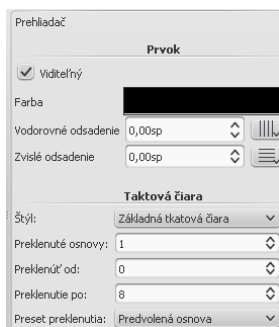 Prehliadač
Prvok
Viditeľný
Farba
Vodorovné odsadenie 0,00sp
Zvislé odsadenie 0,00sp
Taktová čiara
Štýl: Základná tkatová čiara
Preklenuté osnovy: 1
Preklenúť od: 0
Preklenutie po: 8
Preset preklenutia: Predvolená osnova